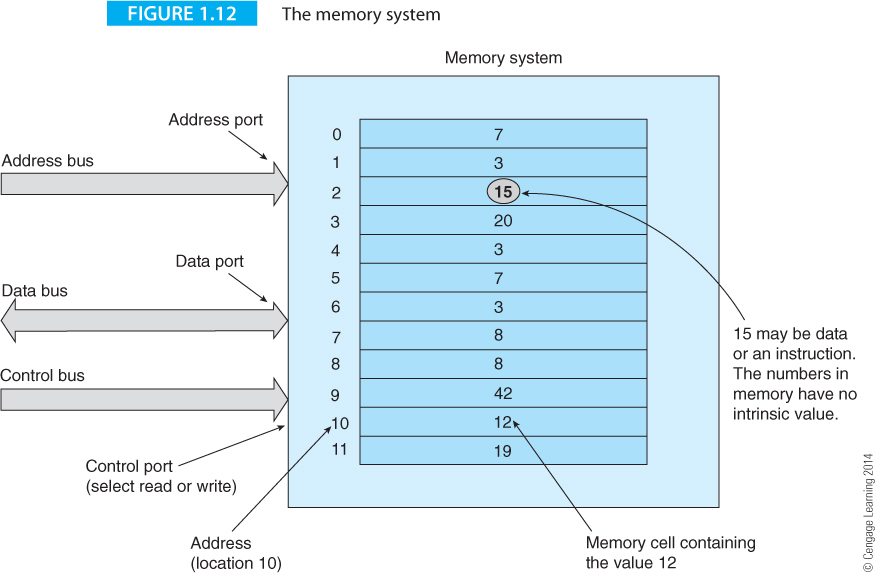 FIGURE 1.12 The memory system
Memory system
Address port
Address bus
Data port
Data bus
Control bus
Control port
(select read or write)
0 7
1 3
2 15
3 20
4 3
5 7
6 3
7 8
8 8
9 42
10 12
11 19
15 may be data
or an instruction.
The numbers in
memory have no
intrinsic value.
Address
(location 10)
Memory cell containing
the value 12
© Cengage Learning 2014